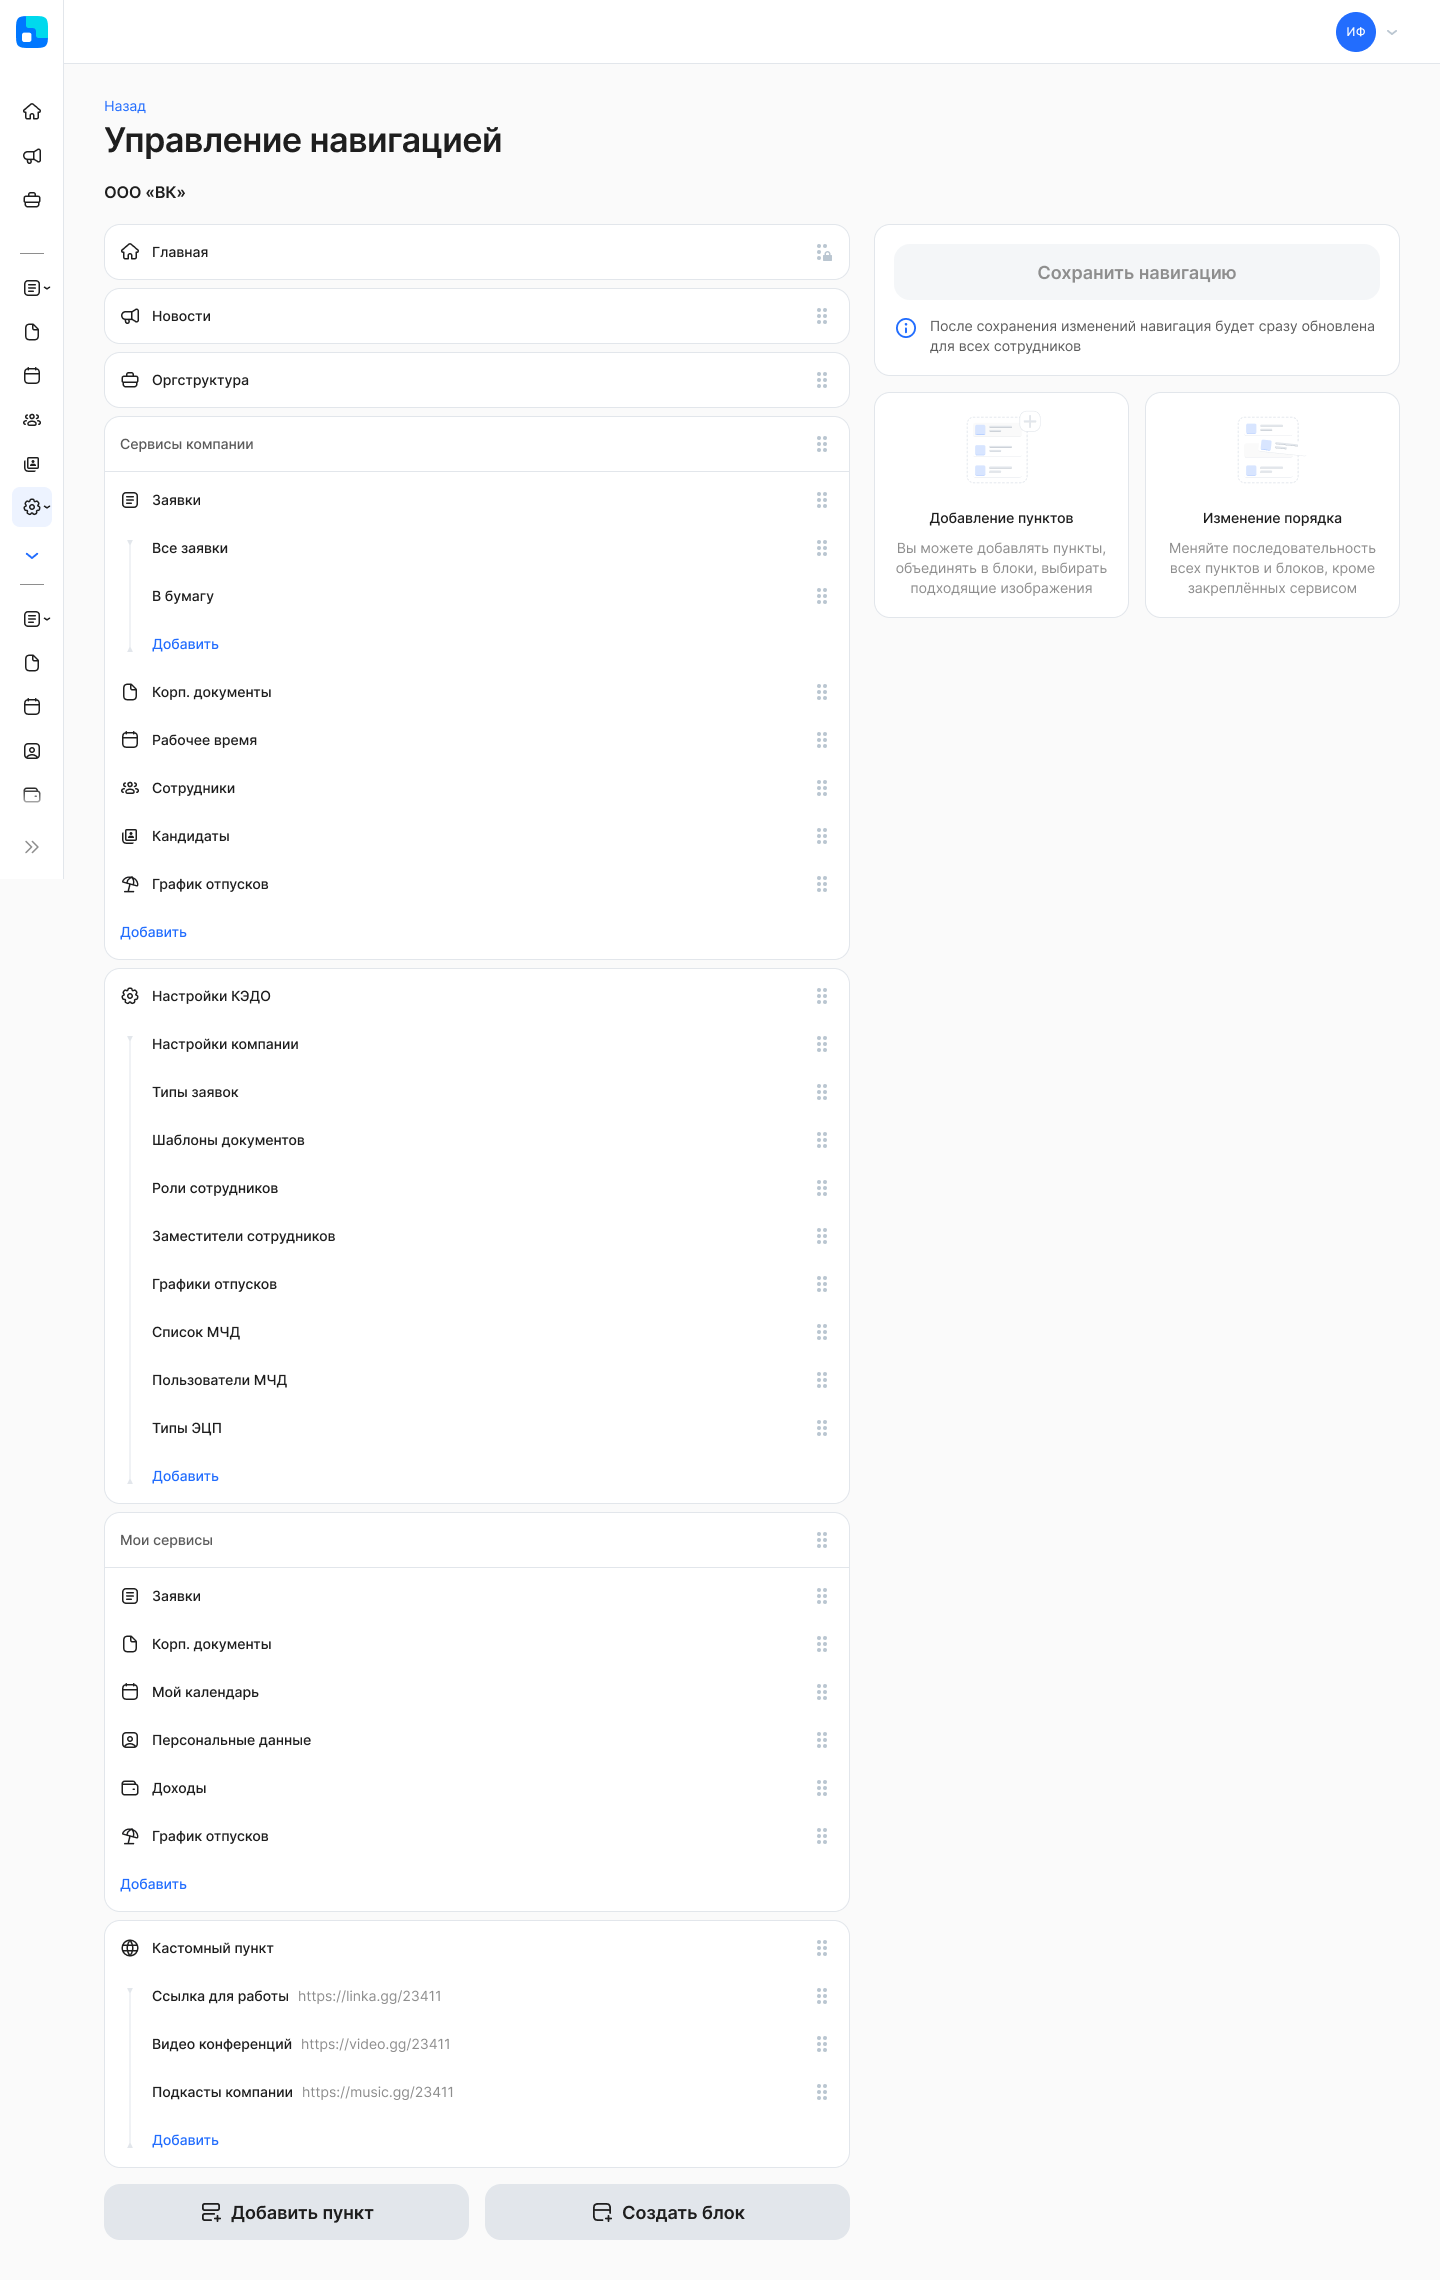 ИФ
Назад
Управление навигацией
ООО «ВК»
Главная
Новости
Оргструктура
Сервисы компании
Заявки
Все заявки
В бумагу
Добавить
Корп. документы
Рабочее время
Сотрудники
Кандидаты
График отпусков
Добавить
Настройки КЭДО
Настройки компании
Типы заявок
Шаблоны документов
Роли сотрудников
Заместители сотрудников
Графики отпусков
Список МЧД
Пользователи МЧД
Типы ЭЦП
Добавить
Мои сервисы
Заявки
Корп. документы
Мой календарь
Персональные данные
Доходы
График отпусков
Добавить
Кастомный пункт
Ссылка для работы https://linka.gg/23411
Видео конференций https://video.gg/23411
Подкасты компании https://music.gg/23411
Добавить
Добавить пункт
Создать блок
Сохранить навигацию
После сохранения изменений навигация будет сразу обновлена
для всех сотрудников
Добавление пунктов
Вы можете добавлять пункты,
объединять в блоки, выбирать
подходящие изображения
Изменение порядка
Меняйте последовательность
всех пунктов и блоков, кроме
закреплённых сервисом